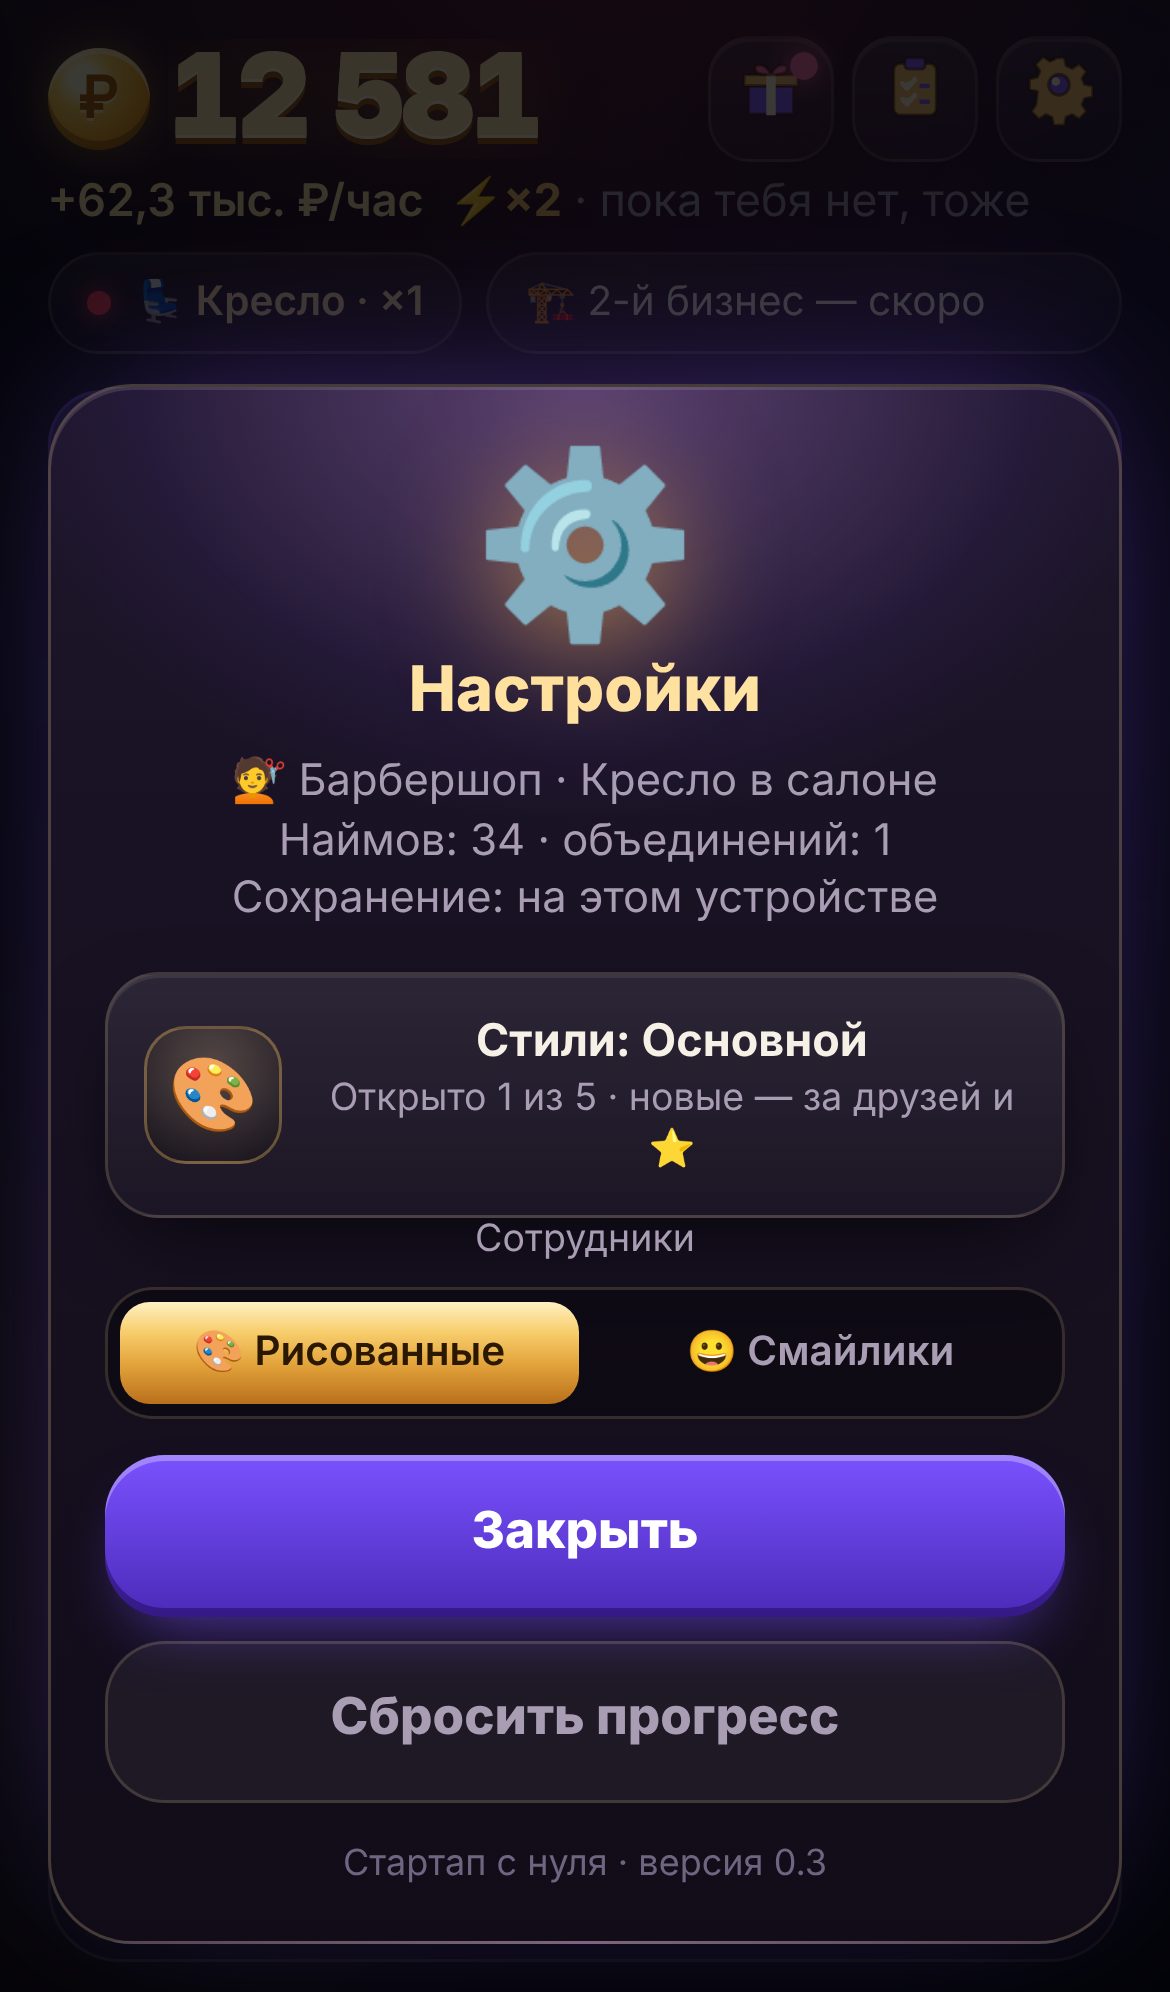 ₽ 12 581
+62,3 тыс. ₽/час ⚡×2 · пока тебя нет, тоже
Кресло · ×1
2-й бизнес — скоро
Настройки
Барбершоп · Кресло в салоне
Наймов: 34 · объединений: 1
Сохранение: на этом устройстве
Стили: Основной
Открыто 1 из 5 · новые — за друзей и
⭐
Сотрудники
Рисованные
Смайлики
Закрыть
Сбросить прогресс
Стартап с нуля · версия 0.3